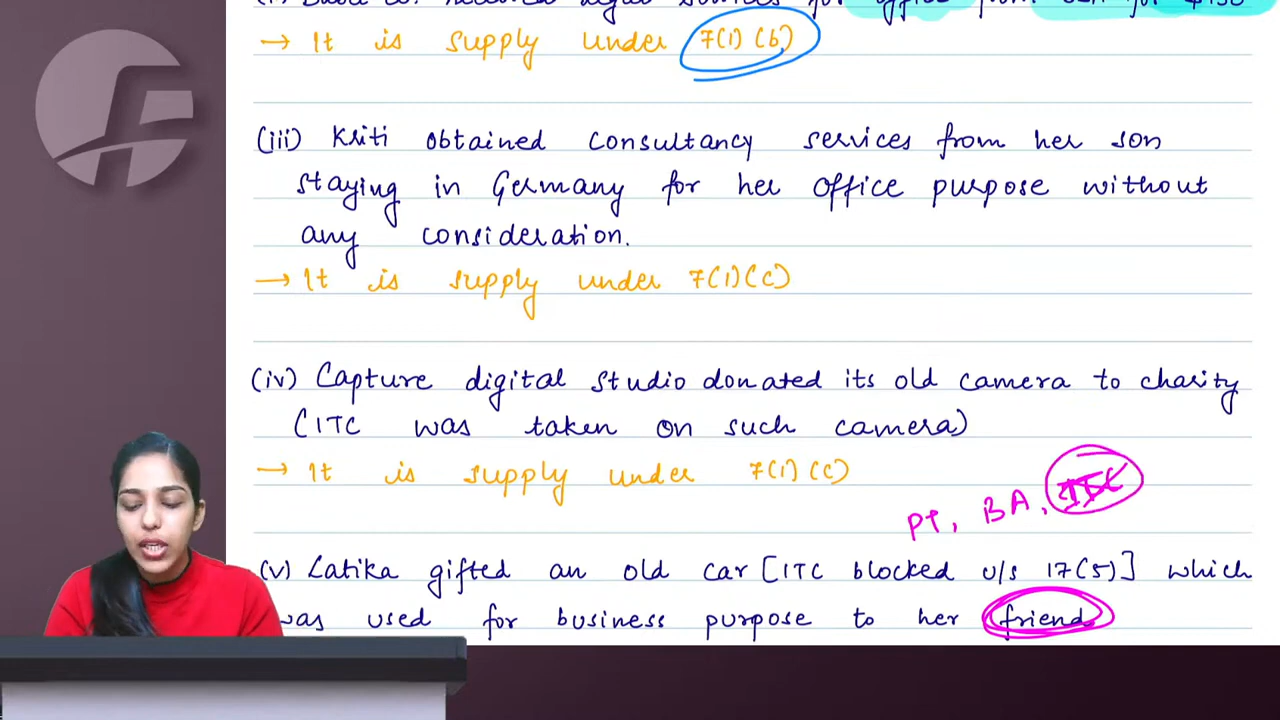 for office from
→ It is supply under 7(1)(b)
(iii) Kriti obtained consultancy services from her son
staying in Germany for her office purpose without
any consideration.
→ It is supply under 7(1)(c)
(iv) Capture digital studio donated its old camera to charity
(ITC was taken on such camera)
→ It is supply under 7(1)(c)
PT, BA, ITC
(v) Latika gifted an old car [ITC blocked u/s 17(5)] which
was used for business purpose to her friend